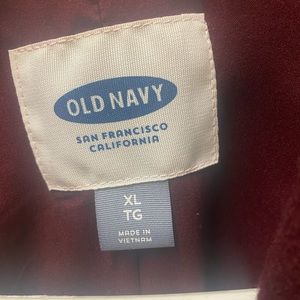 OLD NAVY
SAN FRANCISCO
CALIFORNIA
XL
TG
MADE IN
VIETNAM